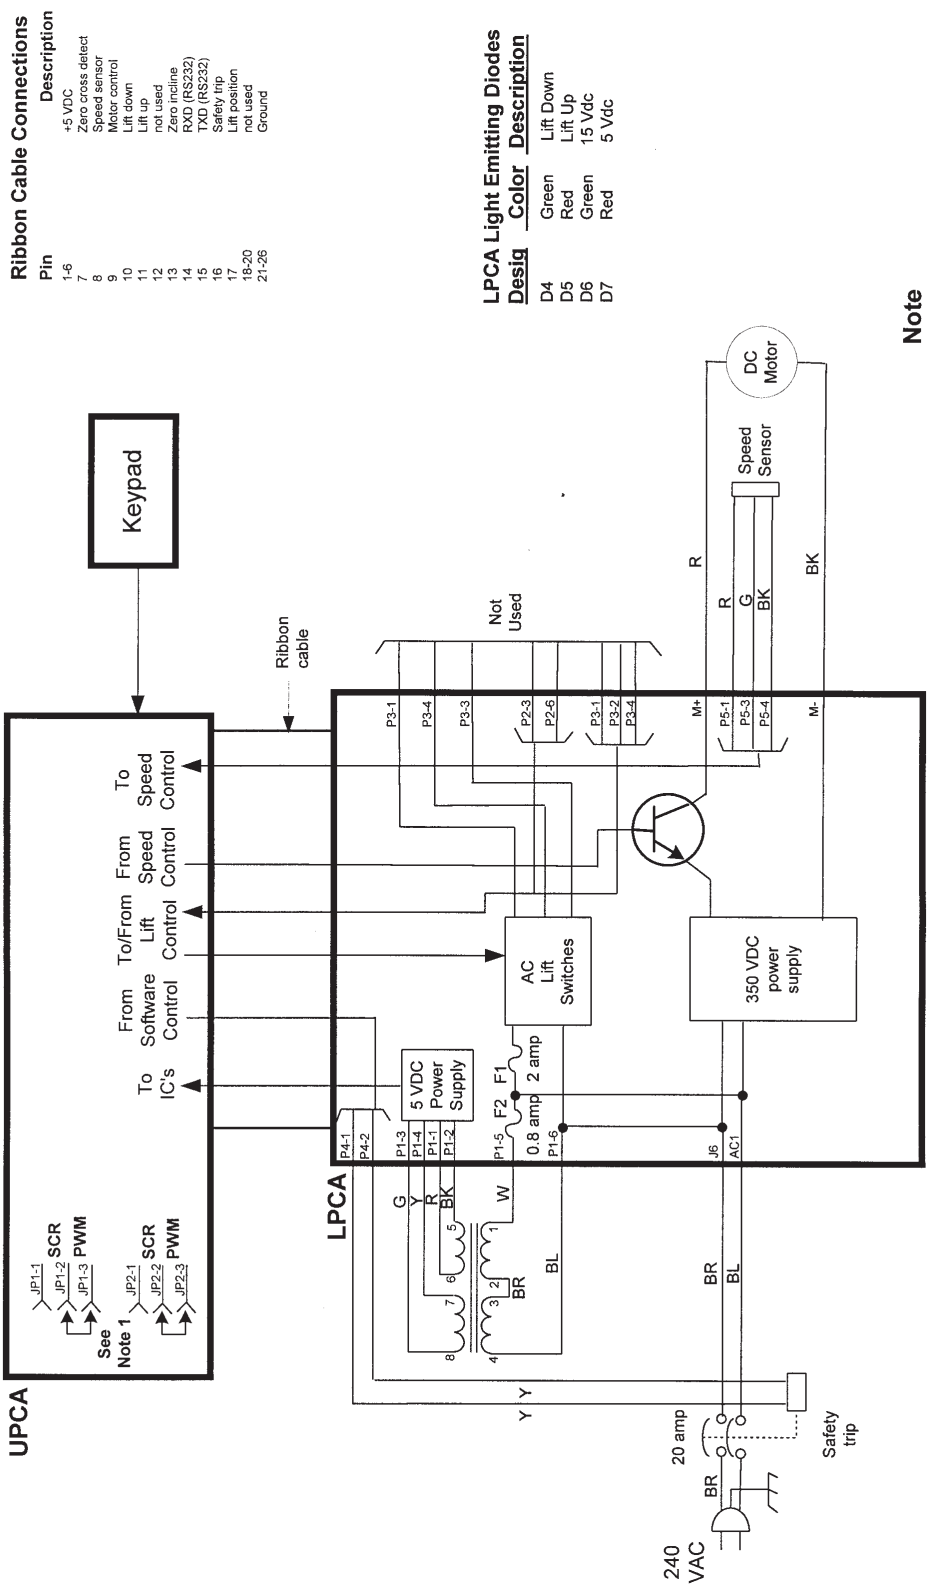 Ribbon Cable Connections
Pin Description
1-6 +5 VDC
7 Zero cross detect
8 Speed sensor
9 Motor control
10 Lift down
11 Lift up
12 not used
13 Zero incline
14 RXD (RS232)
15 TXD (RS232)
16 Safety trip
17 Lift position
18-20 not used
21-26 Ground
LPCA Light Emitting Diodes
Desig Color Description
D4 Green Lift Down
D5 Red Lift Up
D6 Green 15 Vdc
D7 Red 5 Vdc
Note
Keypad
UPCA
JP1-1
JP1-2 SCR
JP1-3 PWM
See
Note 1
JP2-1
JP2-2 SCR
JP2-3 PWM
To
IC's
From
Software
Control
To/From
Lift
Control
From
Speed
Control
To
Speed
Control
Ribbon
cable
LPCA
P4-1
P4-2
P1-3
P1-4
P1-1
P1-2
5 VDC
Power
Supply
G
Y
R
BK
5
6
7
8
1
2
3
4
W
BR
BL
P1-5
F2
0.8 amp
F1
2 amp
P1-6
AC
Lift
Switches
P3-1
P3-4
P3-3
P2-3
P2-6
P3-1
P3-2
P3-4
Not
Used
M+
P5-1
P5-3
P5-4
M-
R
R
G
BK
BK
Speed
Sensor
DC
Motor
350 VDC
power
supply
J6
AC1
BR
BL
Y
Y
20 amp
BR
Safety
trip
240
VAC